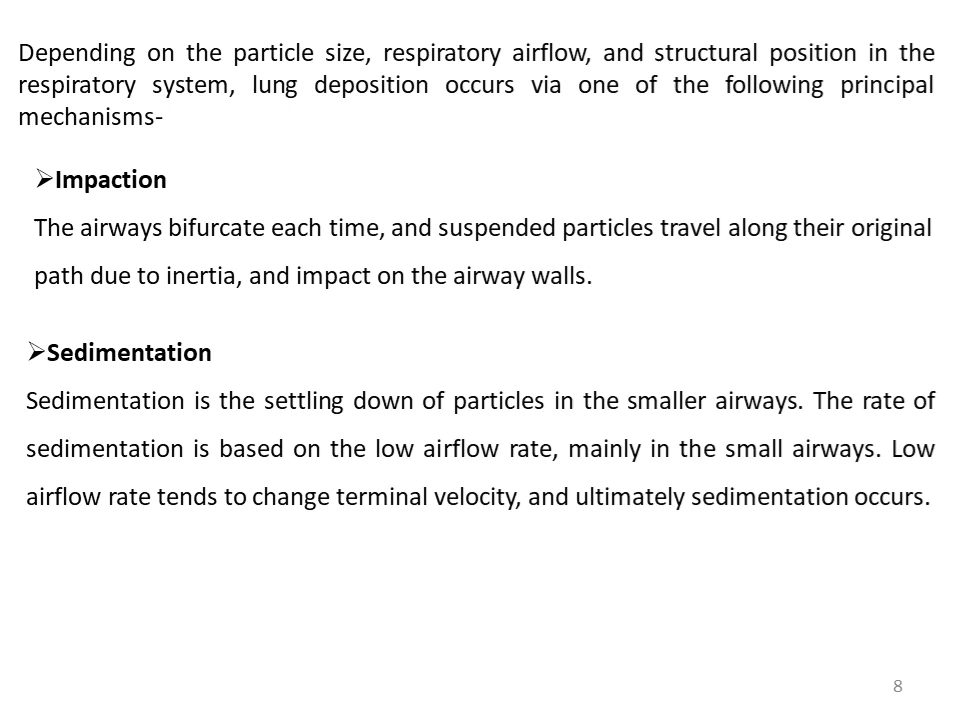 Depending on the particle size, respiratory airflow, and structural position in the
respiratory system, lung deposition occurs via one of the following principal
mechanisms-
➢Impaction
The airways bifurcate each time, and suspended particles travel along their original
path due to inertia, and impact on the airway walls.
➢Sedimentation
Sedimentation is the settling down of particles in the smaller airways. The rate of
sedimentation is based on the low airflow rate, mainly in the small airways. Low
airflow rate tends to change terminal velocity, and ultimately sedimentation occurs.
8